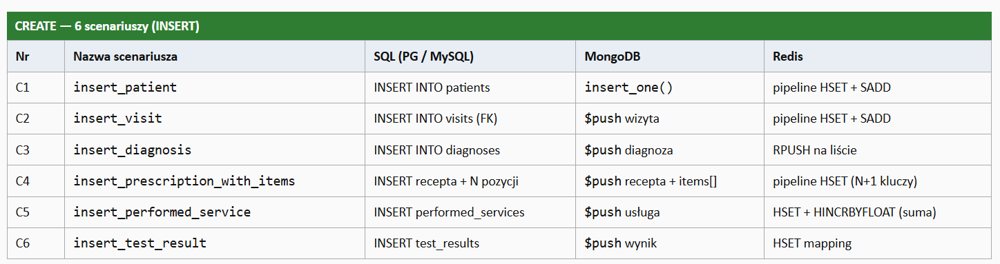 CREATE — 6 scenariuszy (INSERT)
Nr Nazwa scenariusza SQL (PG / MySQL) MongoDB Redis
C1 insert_patient INSERT INTO patients insert_one() pipeline HSET + SADD
C2 insert_visit INSERT INTO visits (FK) $push wizyta pipeline HSET + SADD
C3 insert_diagnosis INSERT INTO diagnoses $push diagnoza RPUSH na liście
C4 insert_prescription_with_items INSERT recepta + N pozycji $push recepta + items[] pipeline HSET (N+1 kluczy)
C5 insert_performed_service INSERT performed_services $push usługa HSET + HINCRBYFLOAT (suma)
C6 insert_test_result INSERT test_results $push wynik HSET mapping